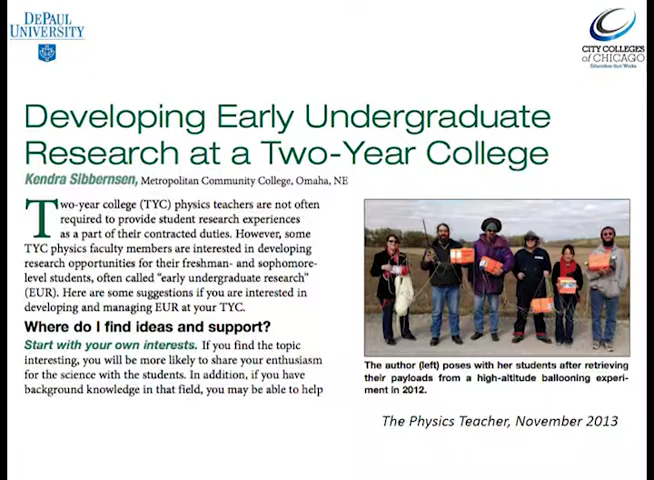 DEPAUL
UNIVERSITY
CITY COLLEGES
of CHICAGO
Education that Works
Developing Early Undergraduate
Research at a Two-Year College
Kendra Sibbernsen, Metropolitan Community College, Omaha, NE
Two-year college (TYC) physics teachers are not often
required to provide student research experiences
as a part of their contracted duties. However, some
TYC physics faculty members are interested in developing
research opportunities for their freshman- and sophomore-
level students, often called "early undergraduate research"
(EUR). Here are some suggestions if you are interested in
developing and managing EUR at your TYC.
Where do I find ideas and support?
Start with your own interests. If you find the topic
interesting, you will be more likely to share your enthusiasm
for the science with the students. In addition, if you have
background knowledge in that field, you may be able to help
The author (left) poses with her students after retrieving
their payloads from a high-altitude ballooning experi-
ment in 2012.
The Physics Teacher, November 2013